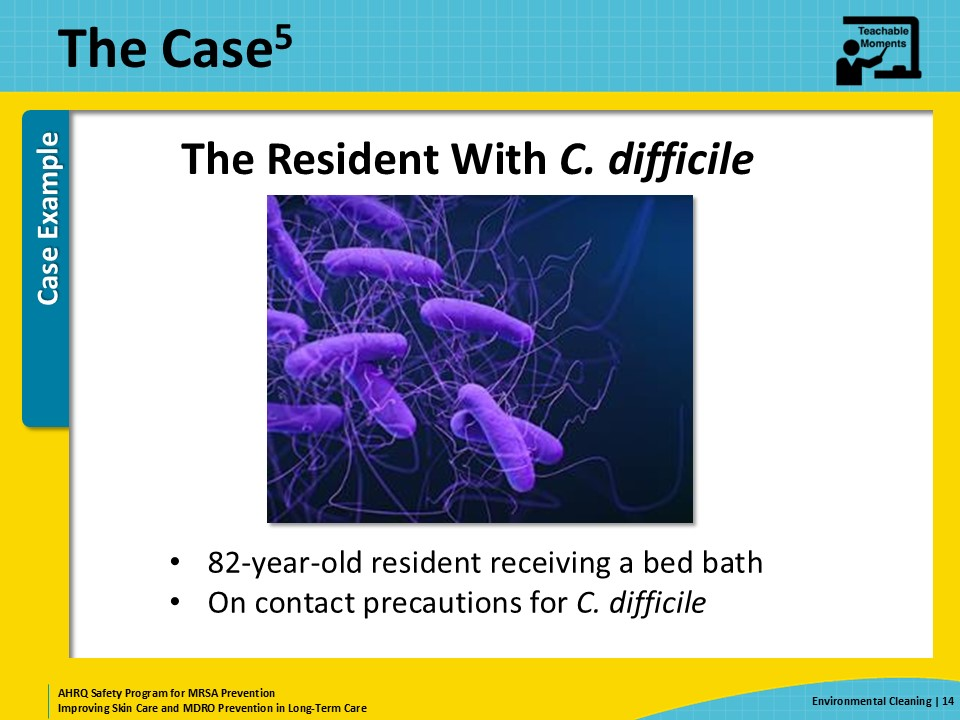 The Case⁵
Teachable
Moments
Case Example
The Resident With C. difficile
• 82-year-old resident receiving a bed bath
• On contact precautions for C. difficile
AHRQ Safety Program for MRSA Prevention
Improving Skin Care and MDRO Prevention in Long-Term Care
Environmental Cleaning | 14